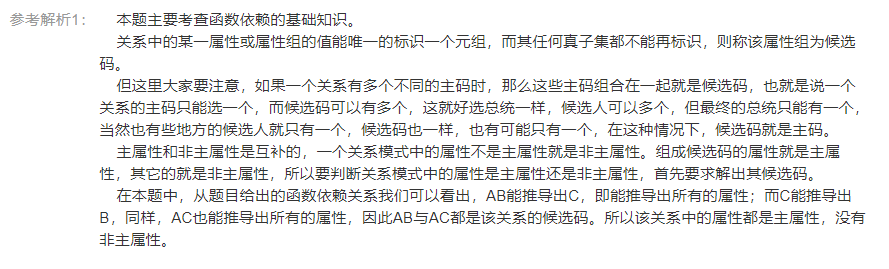 参考解析1： 本题主要考查函数依赖的基础知识。
关系中的某一属性或属性组的值能唯一的标识一个元组，而其任何真子集都不能再标识，则称该属性组为候选
码。
但这里大家要注意，如果一个关系有多个不同的主码时，那么这些主码组合在一起就是候选码，也就是说一个
关系的主码只能选一个，而候选码可以有多个，这就好选总统一样，候选人可以多个，但最终的总统只能有一个，
当然也有些地方的候选人就只有一个，候选码也一样，也有可能只有一个，在这种情况下，候选码就是主码。
主属性和非主属性是互补的，一个关系模式中的属性不是主属性就是非主属性。组成候选码的属性就是主属
性，其它的就是非主属性，所以要判断关系模式中的属性是主属性还是非主属性，首先要求解出其候选码。
在本题中，从题目给出的函数依赖关系我们可以看出，AB能推导出C，即能推导出所有的属性；而C能推导出
B，同样，AC也能推导出所有的属性，因此AB与AC都是该关系的候选码。所以该关系中的属性都是主属性，没有
非主属性。